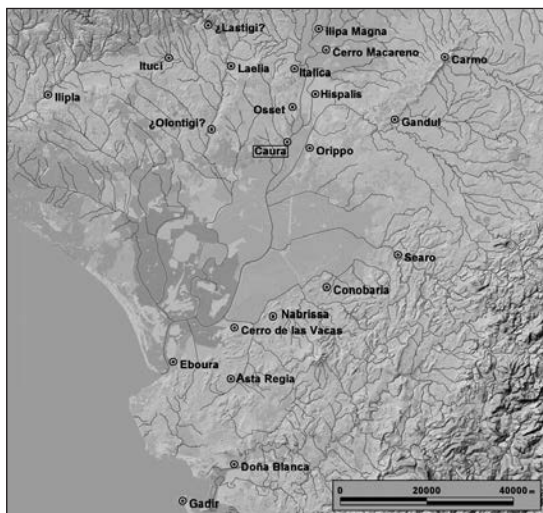 ¿Lastigi?
Ilipa Magna
Cerro Macareno
Ituci
Laelia
Italica
Carmo
Ilipla
Hispalis
Osset
¿Olontigi?
Gandul
Caura
Orippo
Searo
Conobaria
Nabrissa
Cerro de las Vacas
Eboura
Asta Regia
Doña Blanca
Gadir
0 20000 40000 m